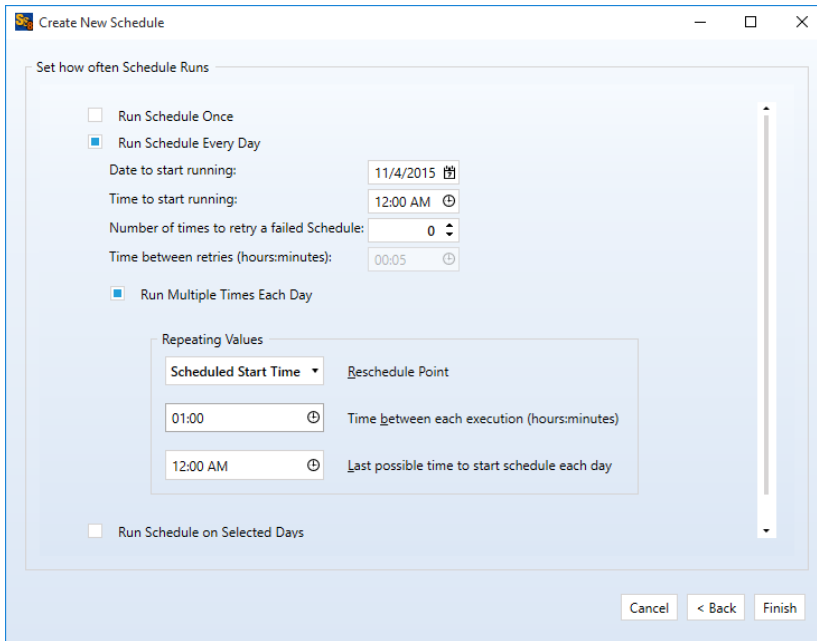 Create New Schedule
Set how often Schedule Runs
Run Schedule Once
Run Schedule Every Day
Date to start running: 11/4/2015
Time to start running: 12:00 AM
Number of times to retry a failed Schedule: 0
Time between retries (hours:minutes): 00:05
Run Multiple Times Each Day
Repeating Values
Scheduled Start Time Reschedule Point
01:00 Time between each execution (hours:minutes)
12:00 AM Last possible time to start schedule each day
Run Schedule on Selected Days
Cancel < Back Finish